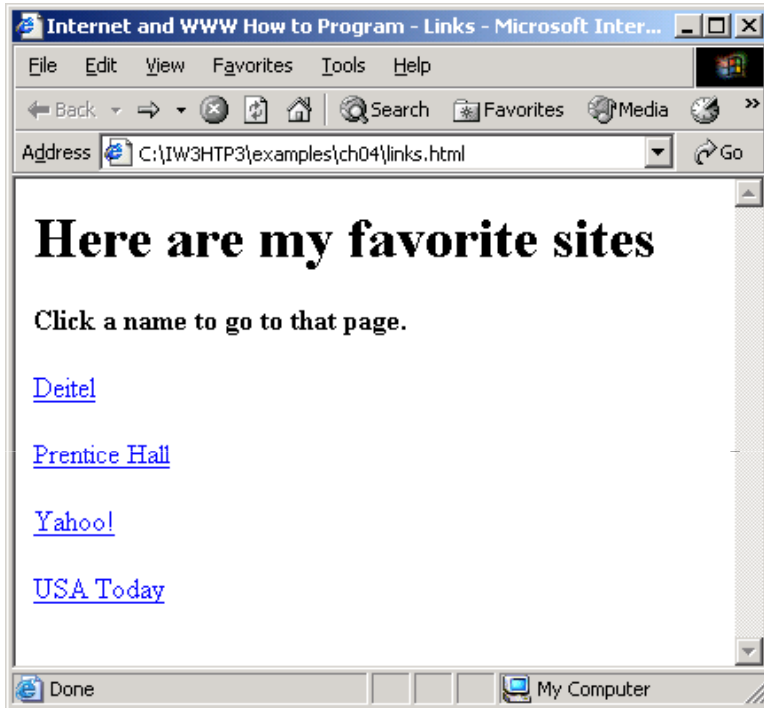 Internet and WWW How to Program - Links - Microsoft Inter...
File Edit View Favorites Tools Help
Back Search Favorites Media »
Address C:\IW3HTP3\examples\ch04\links.html Go
Here are my favorite sites
Click a name to go to that page.
Deitel
Prentice Hall
Yahoo!
USA Today
Done My Computer